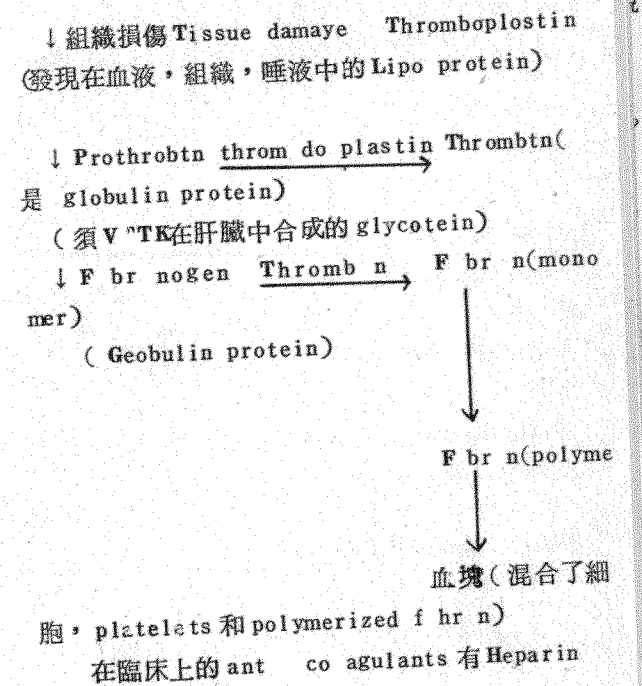 ↓組織損傷 Tissue damaye Thromboplostin
(發現在血液，組織，唾液中的 Lipo protein)
↓ Prothrobtn throm do plastin Thrombtn(
是 globulin protein)
(須 V "TK在肝臟中合成的 glycotein)
↓ F br nogen Thromb n F br n(mono
mer)
( Geobulin protein)
F br n(polyme
血塊(混合了細
胞，platelets 和 polymerized f hr n)
在臨床上的 ant co agulants 有 Heparin